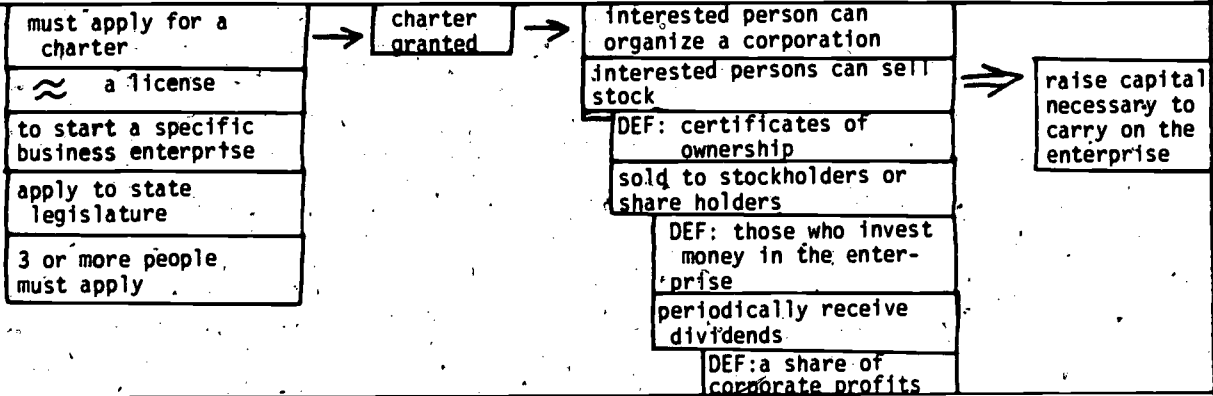 must apply for a
charter
≈ a license
to start a specific
business enterprise
apply to state
legislature
3 or more people
must apply
charter
granted
interested person can
organize a corporation
interested persons can sell
stock
DEF: certificates of
ownership
sold to stockholders or
share holders
DEF: those who invest
money in the enter-
prise
periodically receive
dividends
DEF:a share of
corporate profits
raise capital
necessary to
carry on the
enterprise